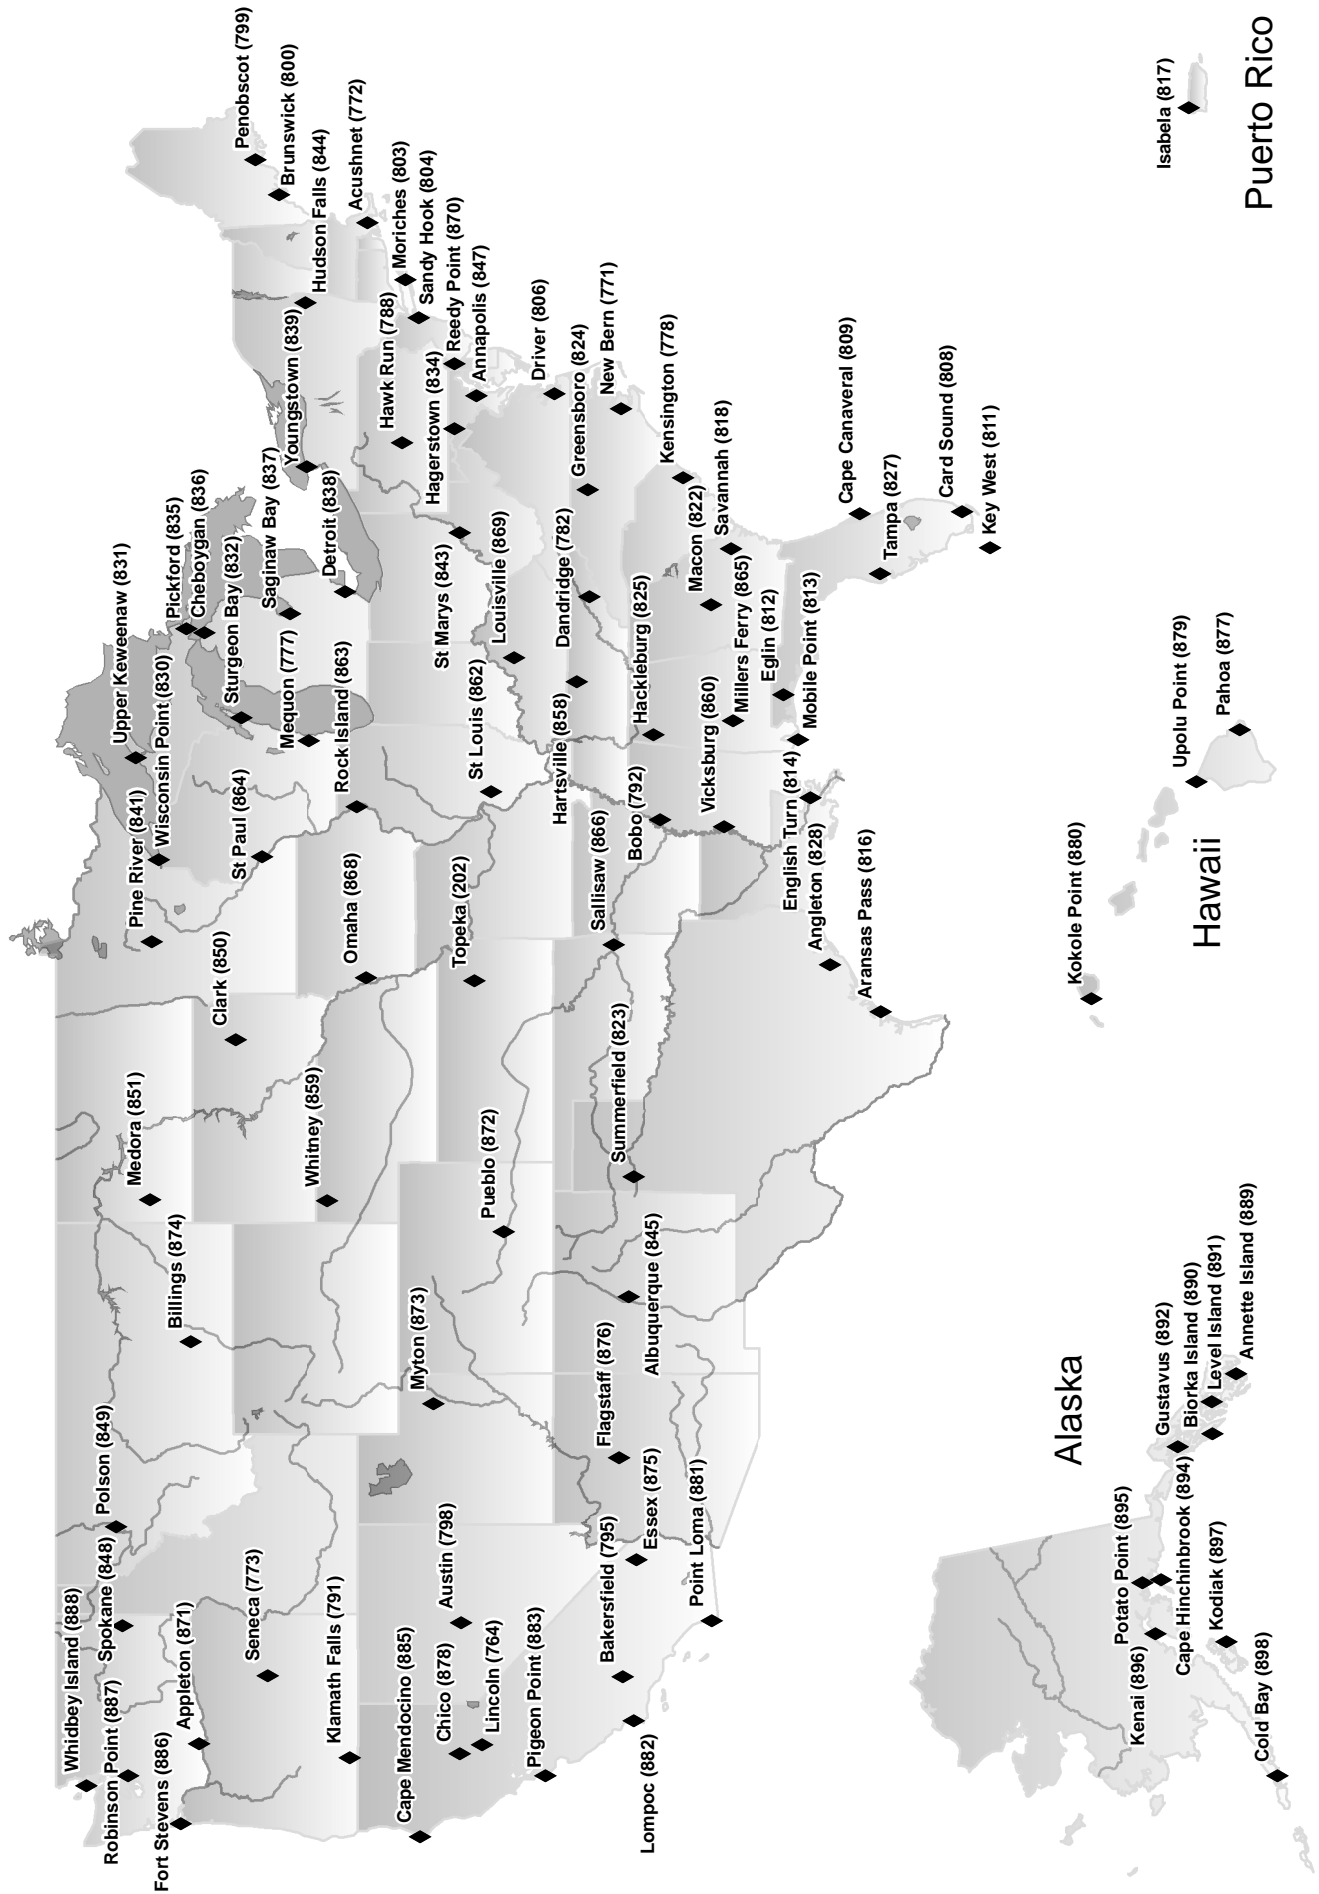 Whidbey Island (888)
Robinson Point (887)
Fort Stevens (886)
Spokane (848)
Appleton (871)
Seneca (773)
Klamath Falls (791)
Cape Mendocino (885)
Chico (878)
Lincoln (764)
Austin (798)
Pigeon Point (883)
Lompoc (882)
Bakersfield (795)
Essex (875)
Point Loma (881)
Polson (849)
Billings (874)
Medora (851)
Whitney (859)
Myton (873)
Pueblo (872)
Flagstaff (876)
Albuquerque (845)
Summerfield (823)
Clark (850)
Omaha (868)
Topeka (202)
Sallisaw (866)
Angleton (828)
Aransas Pass (816)
English Turn (814)
Pine River (841)
Wisconsin Point (830)
Upper Keweenaw (831)
St Paul (864)
Rock Island (863)
Mequon (777)
Sturgeon Bay (832)
Pickford (835)
Cheboygan (836)
Saginaw Bay (837)
Detroit (838)
St Louis (862)
St Marys (843)
Louisville (869)
Hartsville (858)
Dandridge (782)
Bobo (792)
Hackleburg (825)
Vicksburg (860)
Millers Ferry (865)
Eglin (812)
Mobile Point (813)
Macon (822)
Savannah (818)
Kensington (778)
Cape Canaveral (809)
Tampa (827)
Card Sound (808)
Key West (811)
Youngstown (839)
Hudson Falls (844)
Hawk Run (788)
Hagerstown (834)
Penobscot (799)
Brunswick (800)
Acushnet (772)
Moriches (803)
Sandy Hook (804)
Reedy Point (870)
Annapolis (847)
Driver (806)
Greensboro (824)
New Bern (771)
Alaska
Gustavus (892)
Biorka Island (890)
Level Island (891)
Annette Island (889)
Potato Point (895)
Cape Hinchinbrook (894)
Kenai (896)
Kodiak (897)
Cold Bay (898)
Hawaii
Kokole Point (880)
Upolu Point (879)
Pahoa (877)
Puerto Rico
Isabela (817)